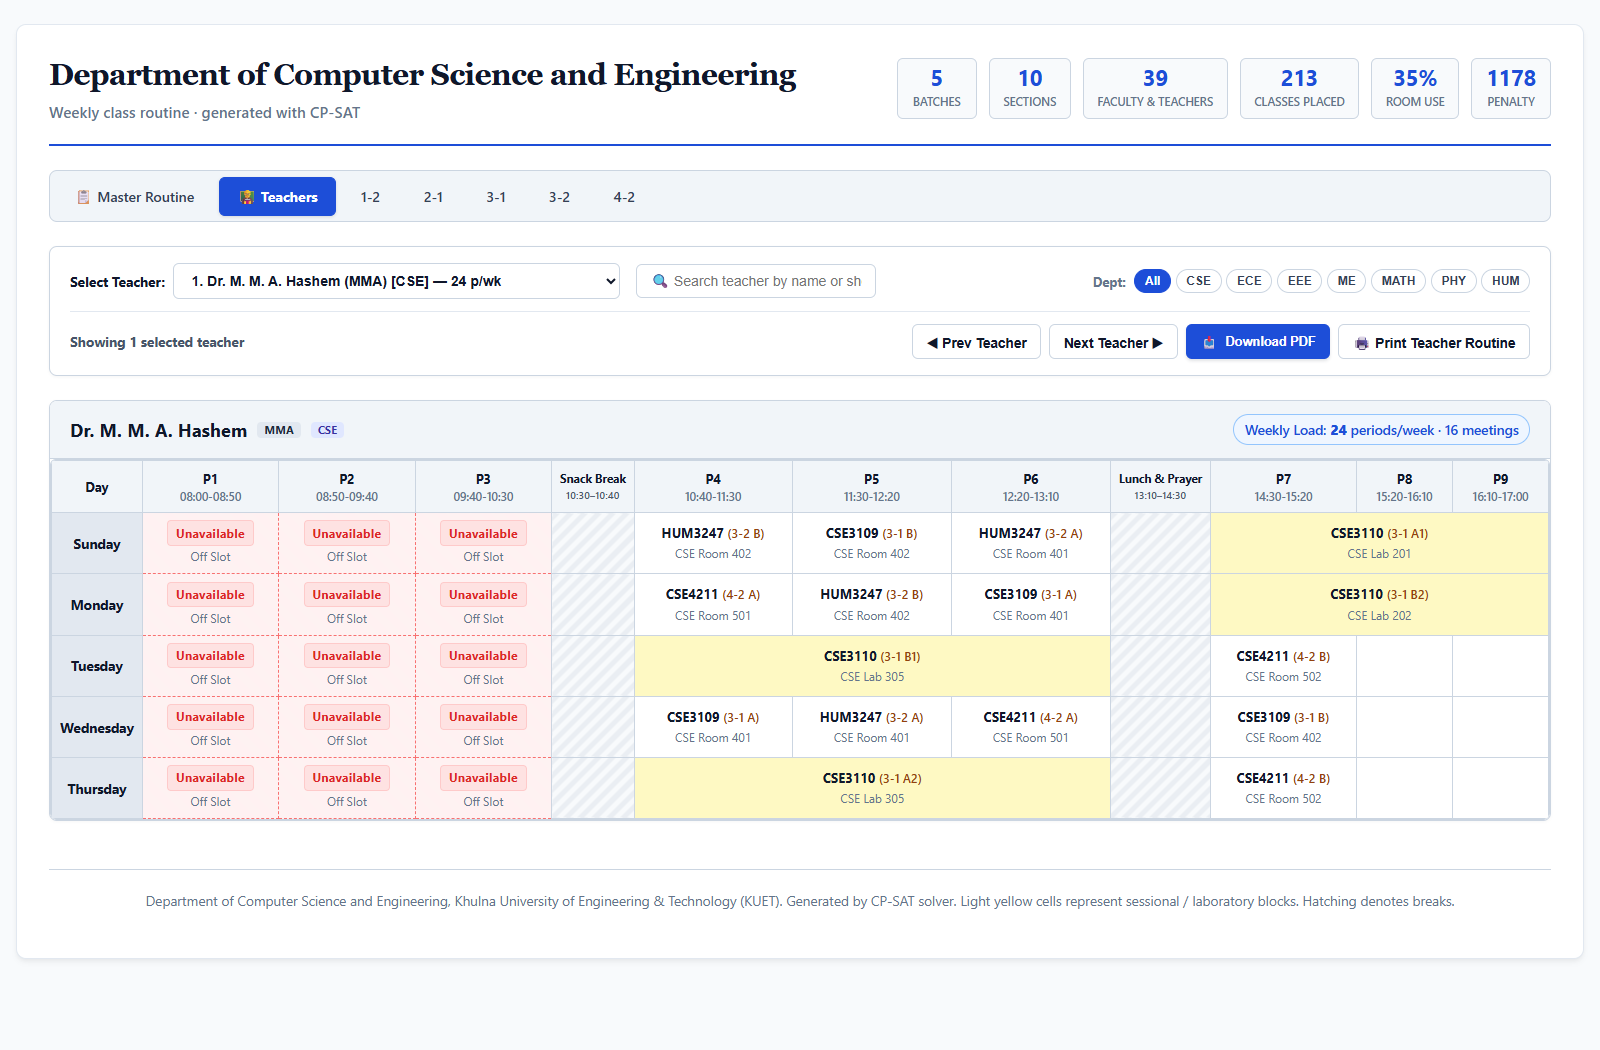 Department of Computer Science and Engineering
Weekly class routine · generated with CP-SAT
5
BATCHES
10
SECTIONS
39
FACULTY & TEACHERS
213
CLASSES PLACED
35%
ROOM USE
1178
PENALTY
Master Routine Teachers 1-2 2-1 3-1 3-2 4-2
Select Teacher: 1. Dr. M. M. A. Hashem (MMA) [CSE] — 24 p/wk Search teacher by name or sh Dept: All CSE ECE EEE ME MATH PHY HUM
Showing 1 selected teacher ◀ Prev Teacher Next Teacher ▶ Download PDF Print Teacher Routine
Dr. M. M. A. Hashem MMA CSE Weekly Load: 24 periods/week · 16 meetings
Day P1 P2 P3 Snack Break P4 P5 P6 Lunch & Prayer P7 P8 P9
08:00-08:50 08:50-09:40 09:40-10:30 10:30–10:40 10:40-11:30 11:30-12:20 12:20-13:10 13:10–14:30 14:30-15:20 15:20-16:10 16:10-17:00
Sunday Unavailable Unavailable Unavailable HUM3247 (3-2 B) CSE3109 (3-1 B) HUM3247 (3-2 A) CSE3110 (3-1 A1)
Off Slot Off Slot Off Slot CSE Room 402 CSE Room 402 CSE Room 401 CSE Lab 201
Monday Unavailable Unavailable Unavailable CSE4211 (4-2 A) HUM3247 (3-2 B) CSE3109 (3-1 A) CSE3110 (3-1 B2)
Off Slot Off Slot Off Slot CSE Room 501 CSE Room 402 CSE Room 401 CSE Lab 202
Tuesday Unavailable Unavailable Unavailable CSE3110 (3-1 B1) CSE4211 (4-2 B)
Off Slot Off Slot Off Slot CSE Lab 305 CSE Room 502
Wednesday Unavailable Unavailable Unavailable CSE3109 (3-1 A) HUM3247 (3-2 A) CSE4211 (4-2 A) CSE3109 (3-1 B)
Off Slot Off Slot Off Slot CSE Room 401 CSE Room 401 CSE Room 501 CSE Room 402
Thursday Unavailable Unavailable Unavailable CSE3110 (3-1 A2) CSE4211 (4-2 B)
Off Slot Off Slot Off Slot CSE Lab 305 CSE Room 502
Department of Computer Science and Engineering, Khulna University of Engineering & Technology (KUET). Generated by CP-SAT solver. Light yellow cells represent sessional / laboratory blocks. Hatching denotes breaks.